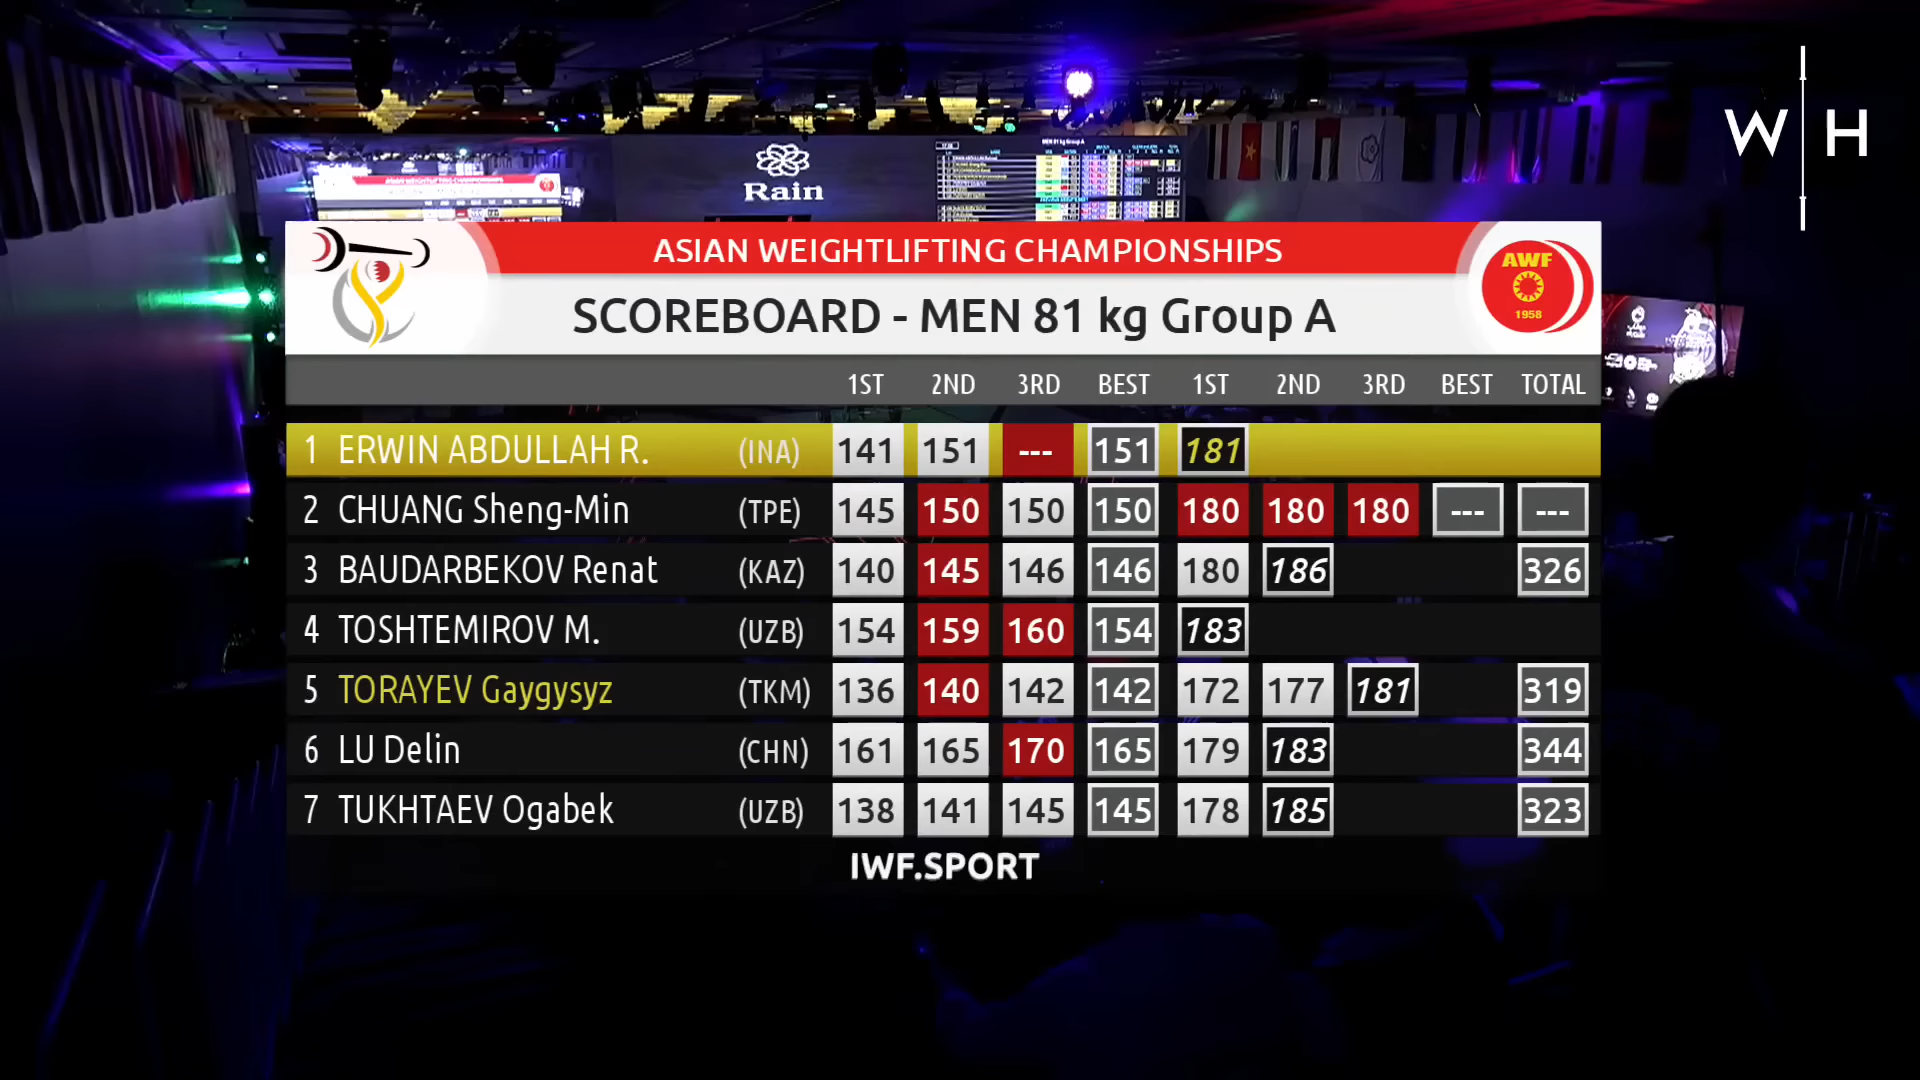 W H
Rain
ASIAN WEIGHTLIFTING CHAMPIONSHIPS
SCOREBOARD - MEN 81 kg Group A
AWF
1958
1ST 2ND 3RD BEST 1ST 2ND 3RD BEST TOTAL
1 ERWIN ABDULLAH R. (INA) 141 151 --- 151 181
2 CHUANG Sheng-Min (TPE) 145 150 150 150 180 180 180 --- ---
3 BAUDARBEKOV Renat (KAZ) 140 145 146 146 180 186 326
4 TOSHTEMIROV M. (UZB) 154 159 160 154 183
5 TORAYEV Gaygysyz (TKM) 136 140 142 142 172 177 181 319
6 LU Delin (CHN) 161 165 170 165 179 183 344
7 TUKHTAEV Ogabek (UZB) 138 141 145 145 178 185 323
IWF.SPORT